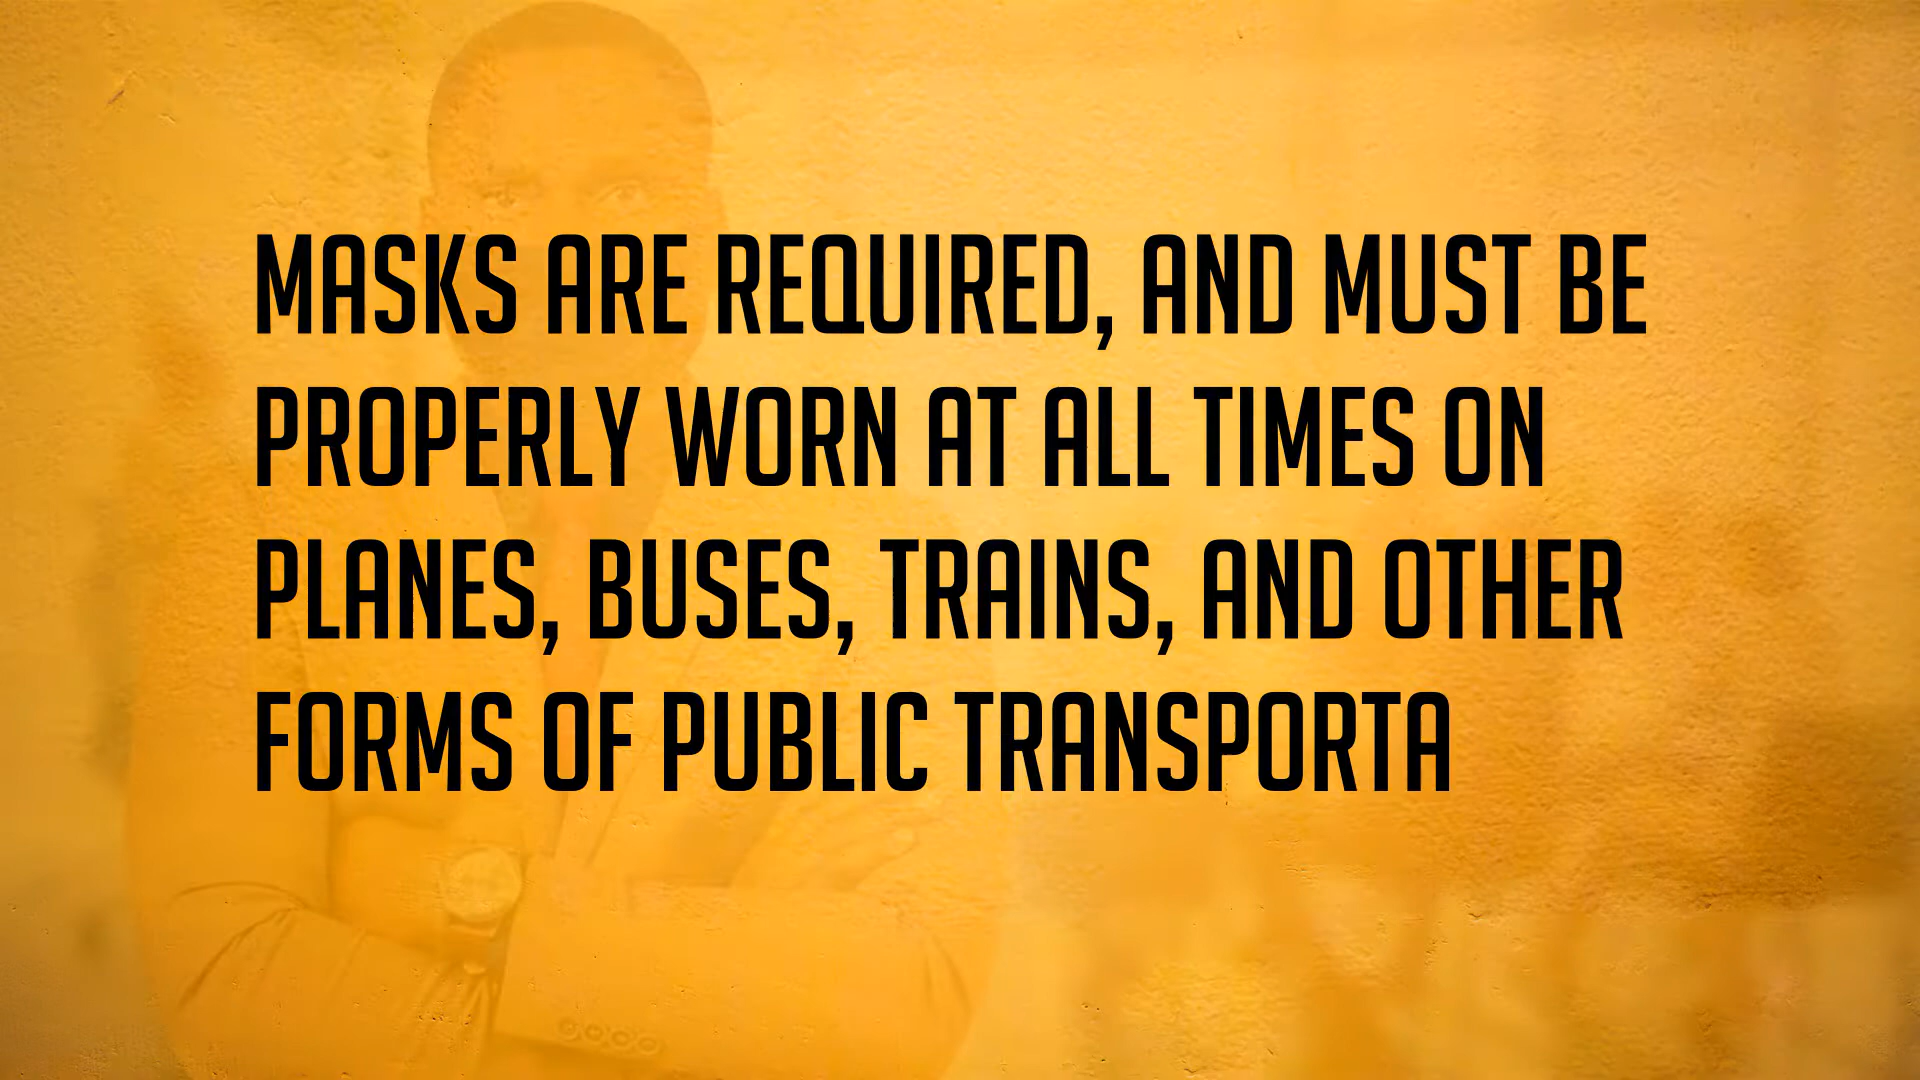 MASKS ARE REQUIRED, AND MUST BE
PROPERLY WORN AT ALL TIMES ON
PLANES, BUSES, TRAINS, AND OTHER
FORMS OF PUBLIC TRANSPORTA